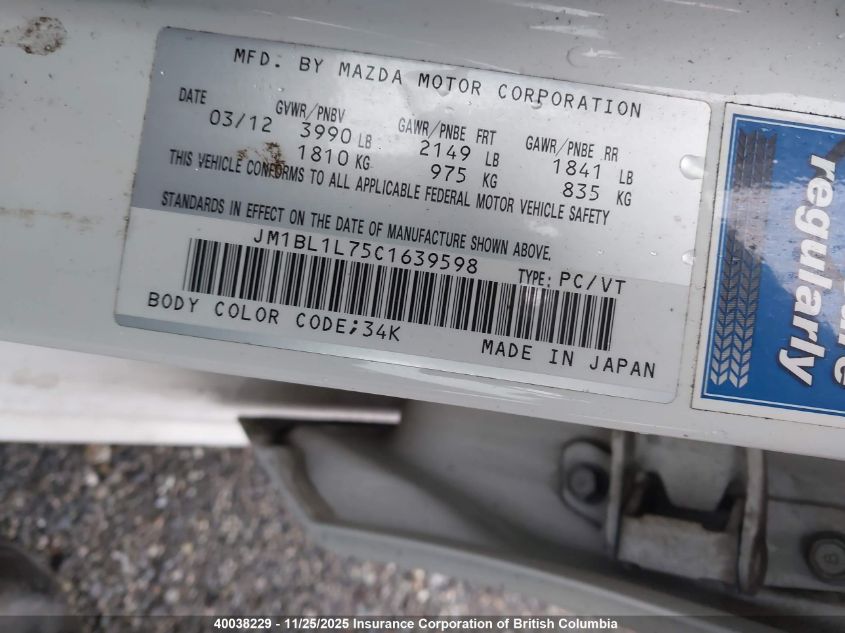 MFD. BY MAZDA MOTOR CORPORATION
DATE GVWR/PNBV GAWR/PNBE FRT GAWR/PNBE RR
03/12 3990 LB 2149 LB 1841 LB
1810 KG 975 KG 835 KG
THIS VEHICLE CONFORMS TO ALL APPLICABLE FEDERAL MOTOR VEHICLE SAFETY
STANDARDS IN EFFECT ON THE DATE OF MANUFACTURE SHOWN ABOVE.
JM1BL1L75C1639598 TYPE: PC/VT
BODY COLOR CODE;34K
MADE IN JAPAN
regularly
40038229 - 11/25/2025 Insurance Corporation of British Columbia